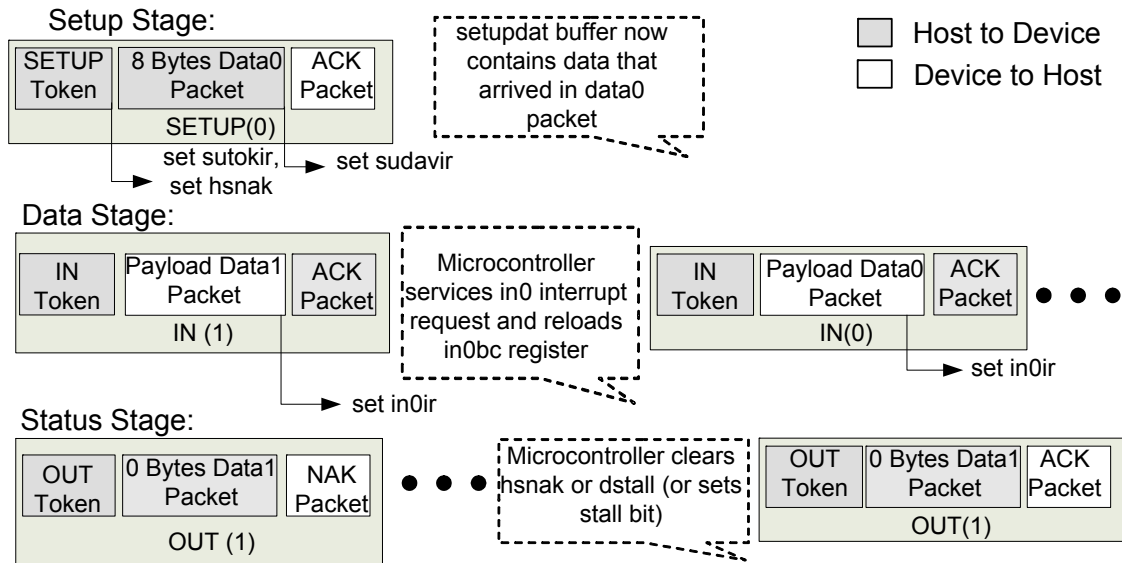 Setup Stage:
SETUP
Token
8 Bytes Data0
Packet
ACK
Packet
SETUP(0)
set sutokir,
set hsnak
set sudavir
setupdat buffer now
contains data that
arrived in data0
packet
Host to Device
Device to Host
Data Stage:
IN
Token
Payload Data1
Packet
ACK
Packet
IN (1)
set in0ir
Microcontroller
services in0 interrupt
request and reloads
in0bc register
IN
Token
Payload Data0
Packet
ACK
Packet
IN(0)
set in0ir
Status Stage:
OUT
Token
0 Bytes Data1
Packet
NAK
Packet
OUT (1)
Microcontroller clears
hsnak or dstall (or sets
stall bit)
OUT
Token
0 Bytes Data1
Packet
ACK
Packet
OUT(1)